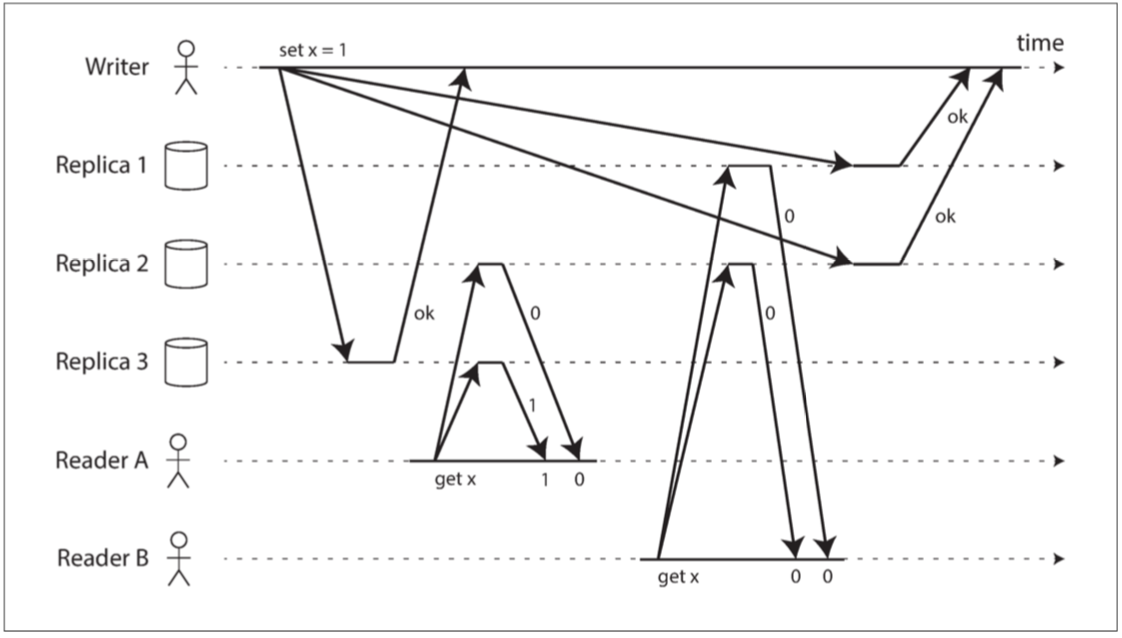 set x = 1
time
Writer
ok
Replica 1
0
ok
Replica 2
ok
0
0
Replica 3
1
Reader A
get x
1
0
Reader B
get x
0
0